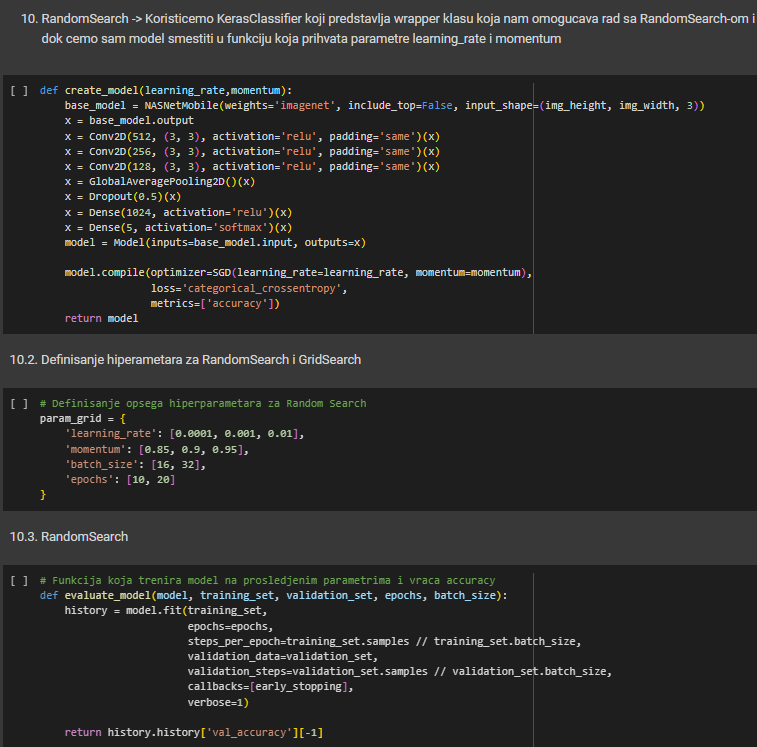 10. RandomSearch -> Koristicemo KerasClassifier koji predstavlja wrapper klasu koja nam omogucava rad sa RandomSearch-om i
dok cemo sam model smestiti u funkciju koja prihvata parametre learning_rate i momentum
[ ] def create_model(learning_rate,momentum):
    base_model = NASNetMobile(weights='imagenet', include_top=False, input_shape=(img_height, img_width, 3))
    x = base_model.output
    x = Conv2D(512, (3, 3), activation='relu', padding='same')(x)
    x = Conv2D(256, (3, 3), activation='relu', padding='same')(x)
    x = Conv2D(128, (3, 3), activation='relu', padding='same')(x)
    x = GlobalAveragePooling2D()(x)
    x = Dropout(0.5)(x)
    x = Dense(1024, activation='relu')(x)
    x = Dense(5, activation='softmax')(x)
    model = Model(inputs=base_model.input, outputs=x)
    model.compile(optimizer=SGD(learning_rate=learning_rate, momentum=momentum),
                  loss='categorical_crossentropy',
                  metrics=['accuracy'])
    return model
10.2. Definisanje hiperametara za RandomSearch i GridSearch
[ ] # Definisanje opsega hiperparametara za Random Search
param_grid = {
    'learning_rate': [0.0001, 0.001, 0.01],
    'momentum': [0.85, 0.9, 0.95],
    'batch_size': [16, 32],
    'epochs': [10, 20]
}
10.3. RandomSearch
[ ] # Funkcija koja trenira model na prosledjenim parametrima i vraca accuracy
def evaluate_model(model, training_set, validation_set, epochs, batch_size):
    history = model.fit(training_set,
                        epochs=epochs,
                        steps_per_epoch=training_set.samples // training_set.batch_size,
                        validation_data=validation_set,
                        validation_steps=validation_set.samples // validation_set.batch_size,
                        callbacks=[early_stopping],
                        verbose=1)
    return history.history['val_accuracy'][-1]